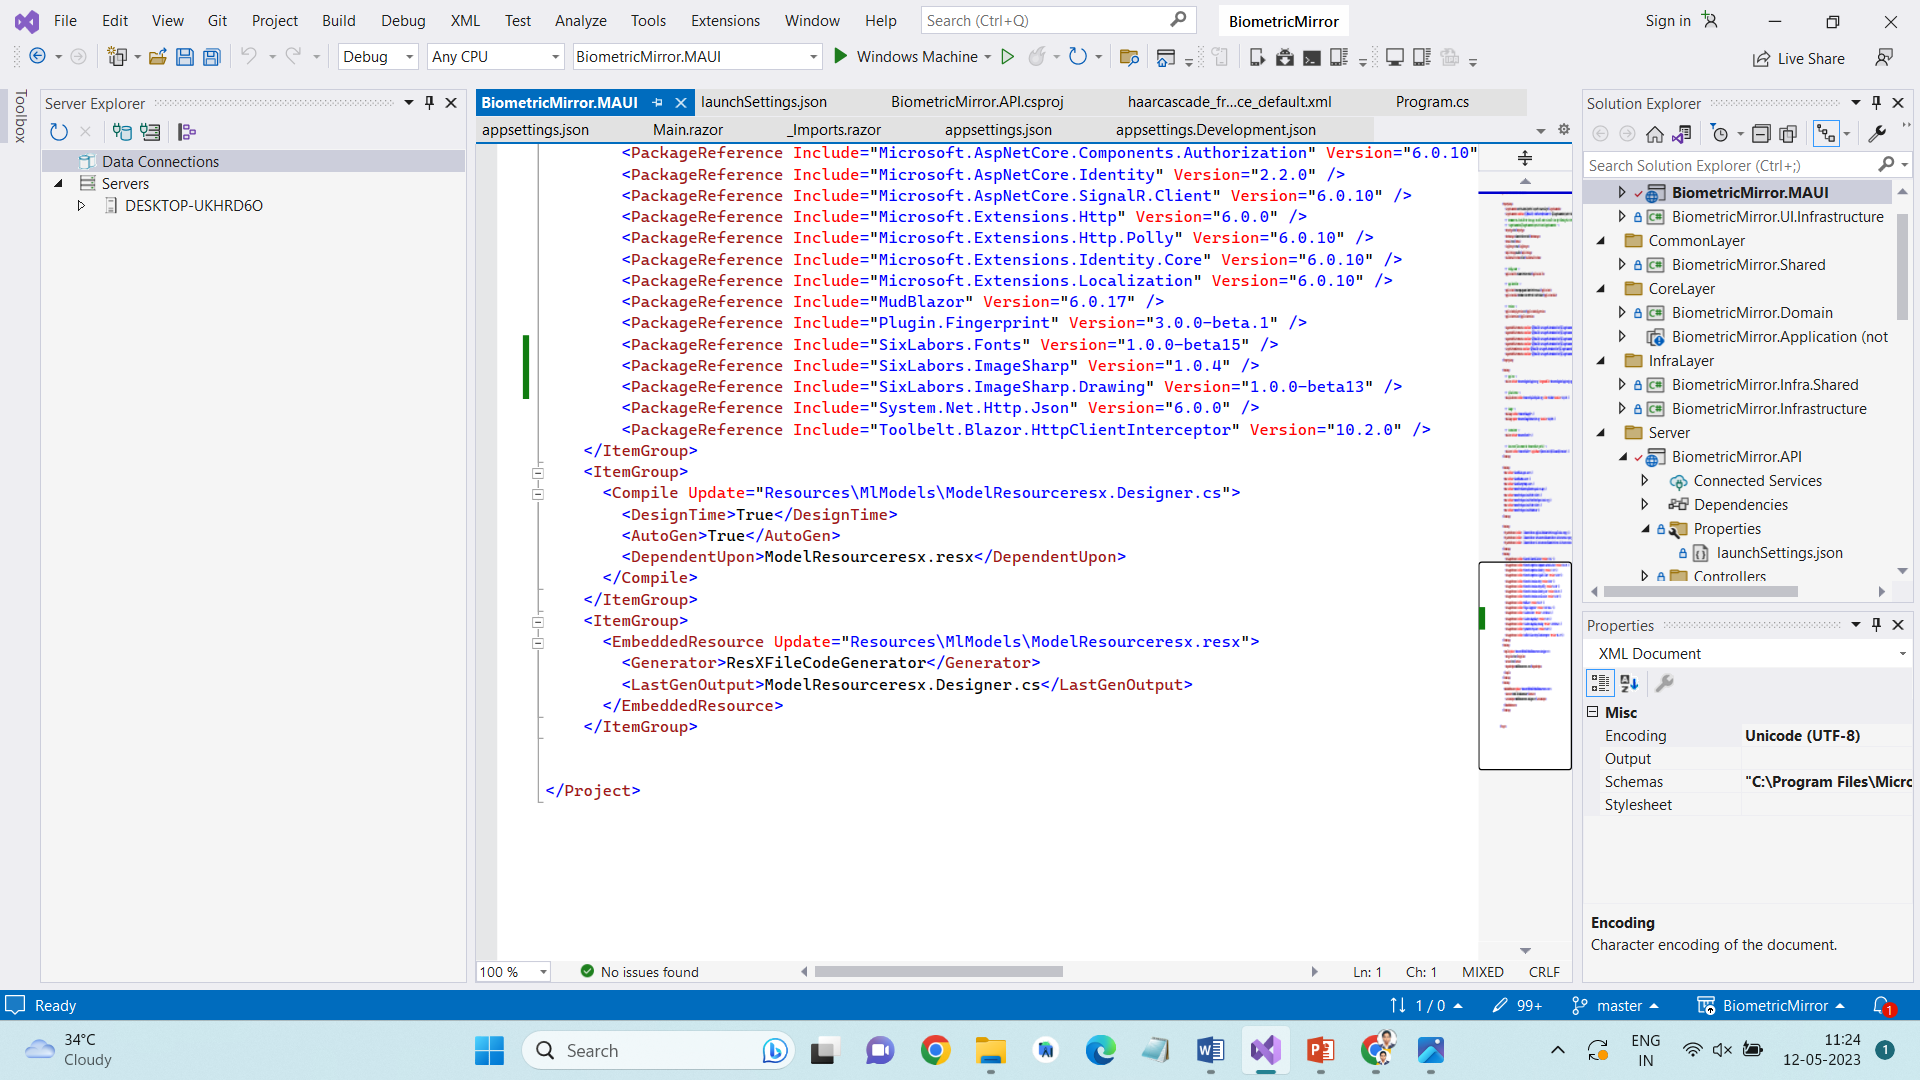 File Edit View Git Project Build Debug XML Test Analyze Tools Extensions Window Help Search (Ctrl+Q) BiometricMirror Sign in
Debug Any CPU BiometricMirror.MAUI Windows Machine Live Share
Toolbox
Server Explorer
Data Connections
Servers
DESKTOP-UKHRD6O
BiometricMirror.MAUI launchSettings.json BiometricMirror.API.csproj haarcascade_fr...ce_default.xml Program.cs
appsettings.json Main.razor _Imports.razor appsettings.json appsettings.Development.json
<PackageReference Include="Microsoft.AspNetCore.Components.Authorization" Version="6.0.10"
<PackageReference Include="Microsoft.AspNetCore.Identity" Version="2.2.0" />
<PackageReference Include="Microsoft.AspNetCore.SignalR.Client" Version="6.0.10" />
<PackageReference Include="Microsoft.Extensions.Http" Version="6.0.0" />
<PackageReference Include="Microsoft.Extensions.Http.Polly" Version="6.0.10" />
<PackageReference Include="Microsoft.Extensions.Identity.Core" Version="6.0.10" />
<PackageReference Include="Microsoft.Extensions.Localization" Version="6.0.10" />
<PackageReference Include="MudBlazor" Version="6.0.17" />
<PackageReference Include="Plugin.Fingerprint" Version="3.0.0-beta.1" />
<PackageReference Include="SixLabors.Fonts" Version="1.0.0-beta15" />
<PackageReference Include="SixLabors.ImageSharp" Version="1.0.4" />
<PackageReference Include="SixLabors.ImageSharp.Drawing" Version="1.0.0-beta13" />
<PackageReference Include="System.Net.Http.Json" Version="6.0.0" />
<PackageReference Include="Toolbelt.Blazor.HttpClientInterceptor" Version="10.2.0" />
</ItemGroup>
<ItemGroup>
<Compile Update="Resources\MlModels\ModelResourceresx.Designer.cs">
<DesignTime>True</DesignTime>
<AutoGen>True</AutoGen>
<DependentUpon>ModelResourceresx.resx</DependentUpon>
</Compile>
</ItemGroup>
<ItemGroup>
<EmbeddedResource Update="Resources\MlModels\ModelResourceresx.resx">
<Generator>ResXFileCodeGenerator</Generator>
<LastGenOutput>ModelResourceresx.Designer.cs</LastGenOutput>
</EmbeddedResource>
</ItemGroup>
</Project>
100 % No issues found Ln: 1 Ch: 1 MIXED CRLF
Solution Explorer
Search Solution Explorer (Ctrl+;)
BiometricMirror.MAUI
BiometricMirror.UI.Infrastructure
CommonLayer
BiometricMirror.Shared
CoreLayer
BiometricMirror.Domain
BiometricMirror.Application (not
InfraLayer
BiometricMirror.Infra.Shared
BiometricMirror.Infrastructure
Server
BiometricMirror.API
Connected Services
Dependencies
Properties
launchSettings.json
Controllers
Properties
XML Document
Misc
Encoding Unicode (UTF-8)
Output
Schemas "C:\Program Files\Micro
Stylesheet
Encoding
Character encoding of the document.
Ready 1 / 0 99+ master BiometricMirror 1
34°C
Cloudy
Search
ENG
IN
11:24
12-05-2023
1